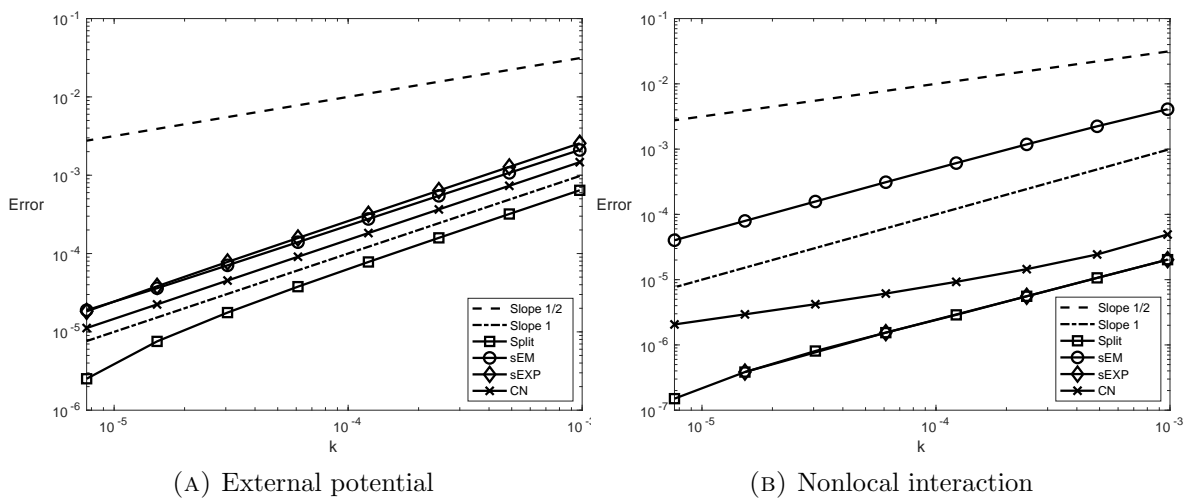 10^-1
10^-2
10^-3
Error
10^-4
10^-5
10^-6
10^-5
10^-4
10^-3
k
Slope 1/2
Slope 1
Split
sEM
sEXP
CN
(A) External potential
10^-1
10^-2
10^-3
Error
10^-4
10^-5
10^-6
10^-7
10^-5
10^-4
10^-3
k
Slope 1/2
Slope 1
Split
sEM
sEXP
CN
(B) Nonlocal interaction